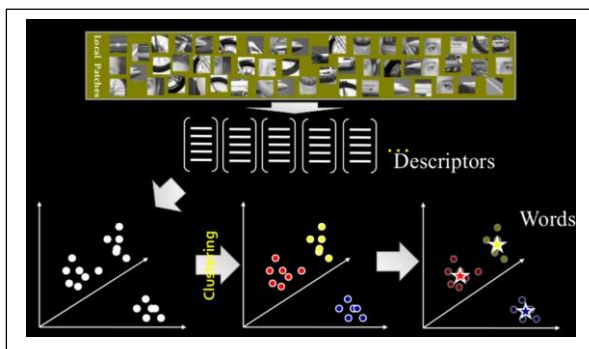 Local Patches
...
Descriptors
Clustering
Words